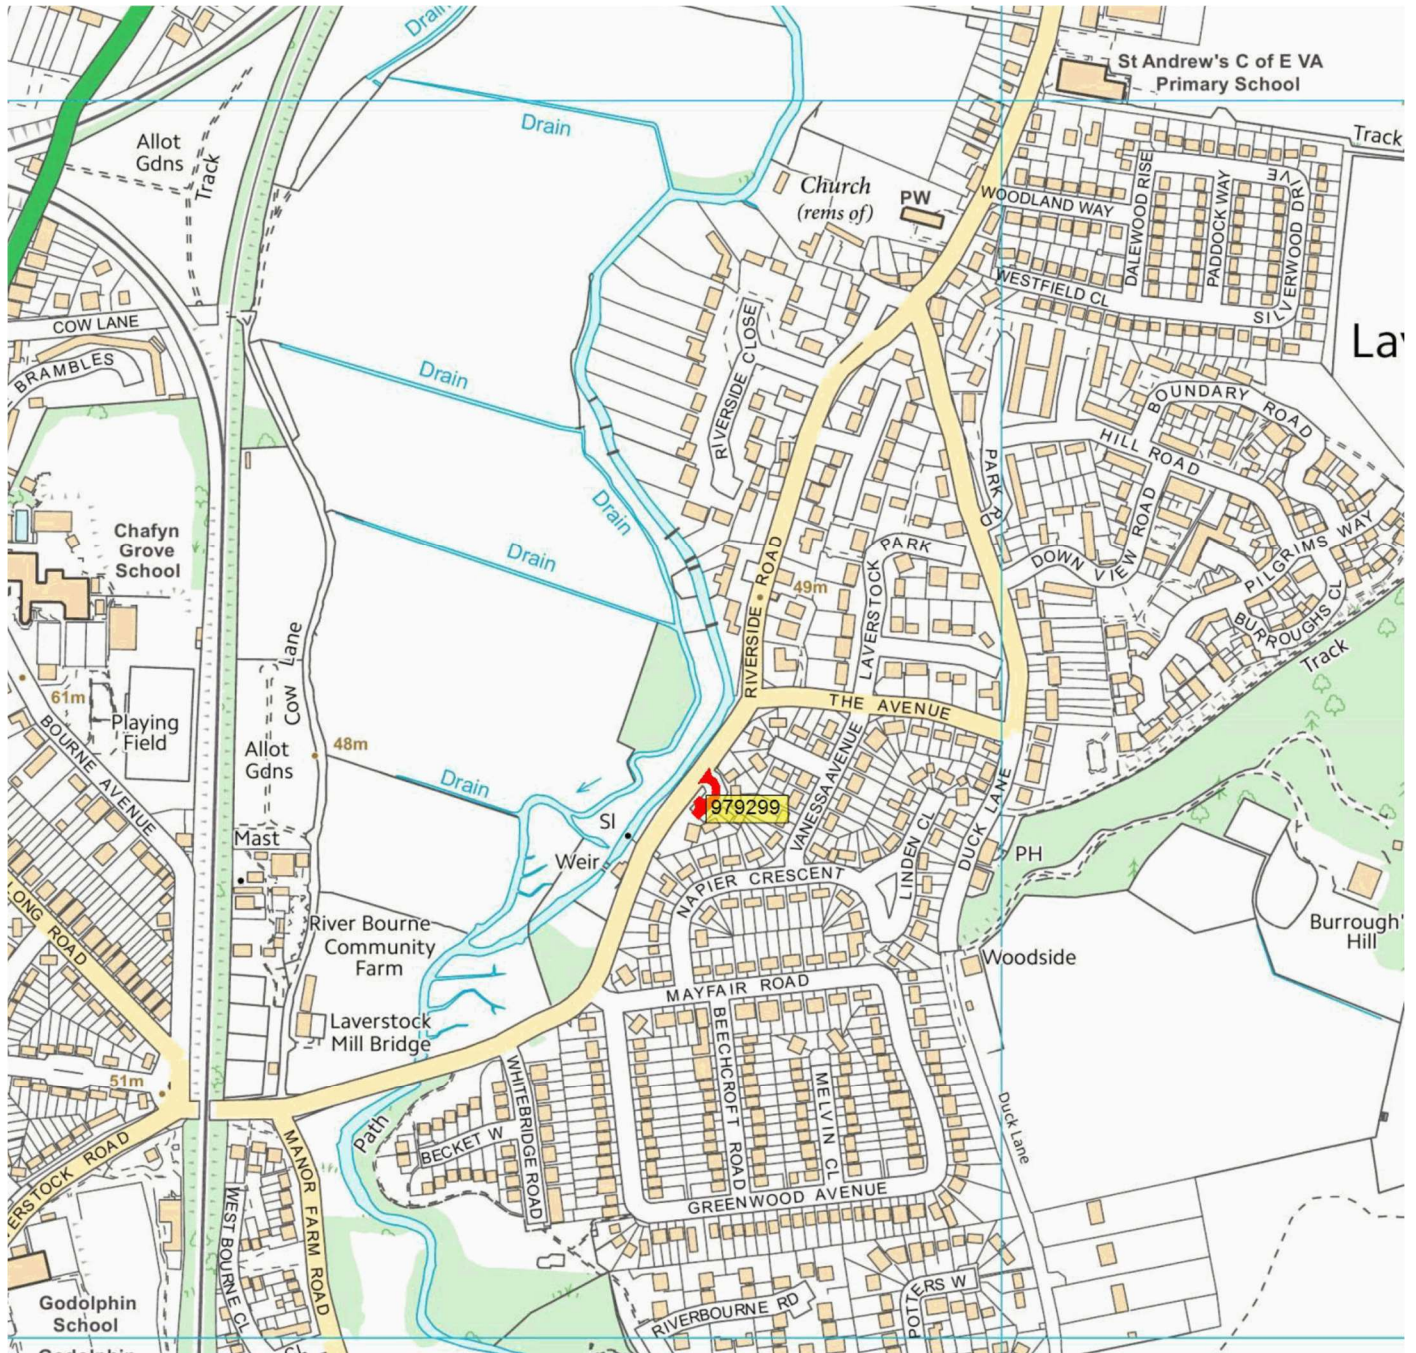 Drain
St Andrew's C of E VA
Primary School
Drain
Allot
Gdns
Track
Track
Church
(rems of)
PW
WOODLAND WAY
DALEWOOD RISE
PADDOCK WAY
SILVERWOOD DRIVE
WESTFIELD CL
COW LANE
BRAMBLES
RIVERSIDE CLOSE
Drain
BOUNDARY ROAD
HILL ROAD
PARK RD
Drain
Chafyn
Grove
School
Drain
PARK
LAVERSTOCK
DOWN VIEW ROAD
PILGRIMS WAY
BURROUGHS CL
Track
RIVERSIDE ROAD
49m
Cow Lane
61m
Playing
Field
BOURNE AVENUE
48m
Allot
Gdns
THE AVENUE
VANESSA AVENUE
Drain
979299
SI
Weir
Mast
LINDEN CL
DUCK LANE
PH
NAPIER CRESCENT
LONG ROAD
River Bourne
Community
Farm
Burrough'
Hill
Woodside
MAYFAIR ROAD
Laverstock
Mill Bridge
BEECHCROFT ROAD
MELVIN CL
51m
WHITEBRIDGE ROAD
Path
BECKET W
Duck Lane
ERSTOCK ROAD
MANOR FARM ROAD
WEST BOURNE CL
GREENWOOD AVENUE
POTTERS W
RIVERBOURNE RD
Godolphin
School
CL